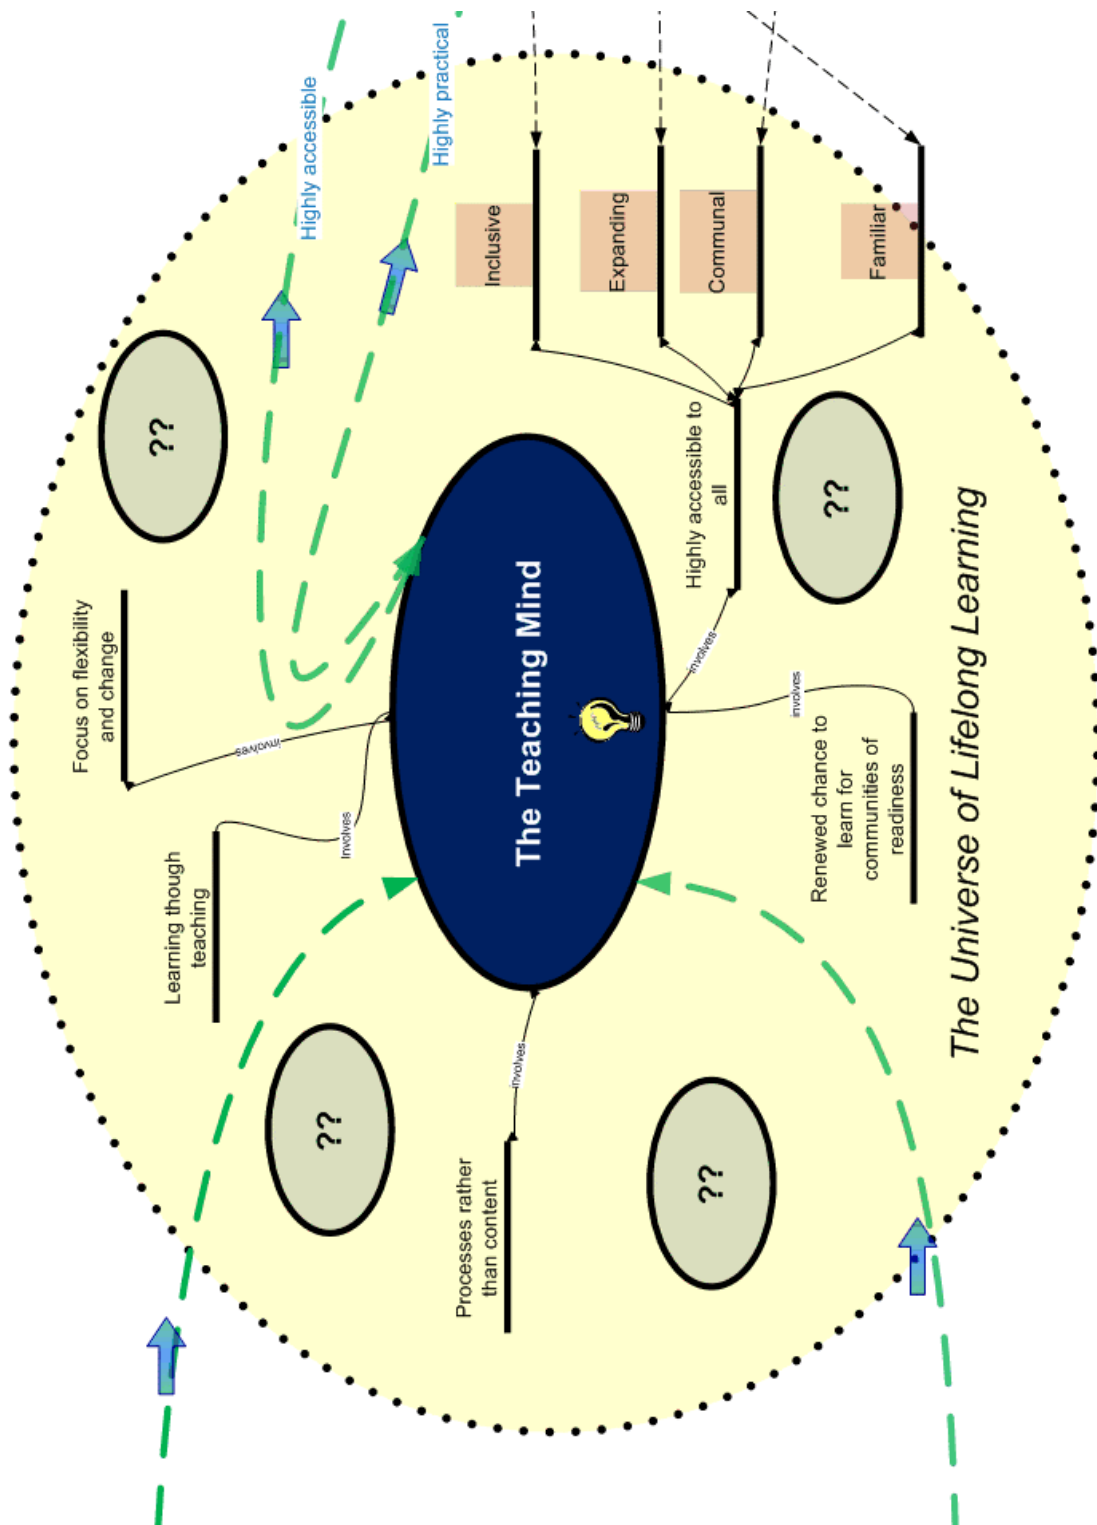 Highly accessible
Highly practical
??
Focus on flexibility
and change
involves
Learning though
teaching
involves
The Teaching Mind
Inclusive
Expanding
Communal
Familiar
Highly accessible to
all
involves
??
involves
Renewed chance to
learn for
communities of
readiness
??
involves
Processes rather
than content
??
The Universe of Lifelong Learning